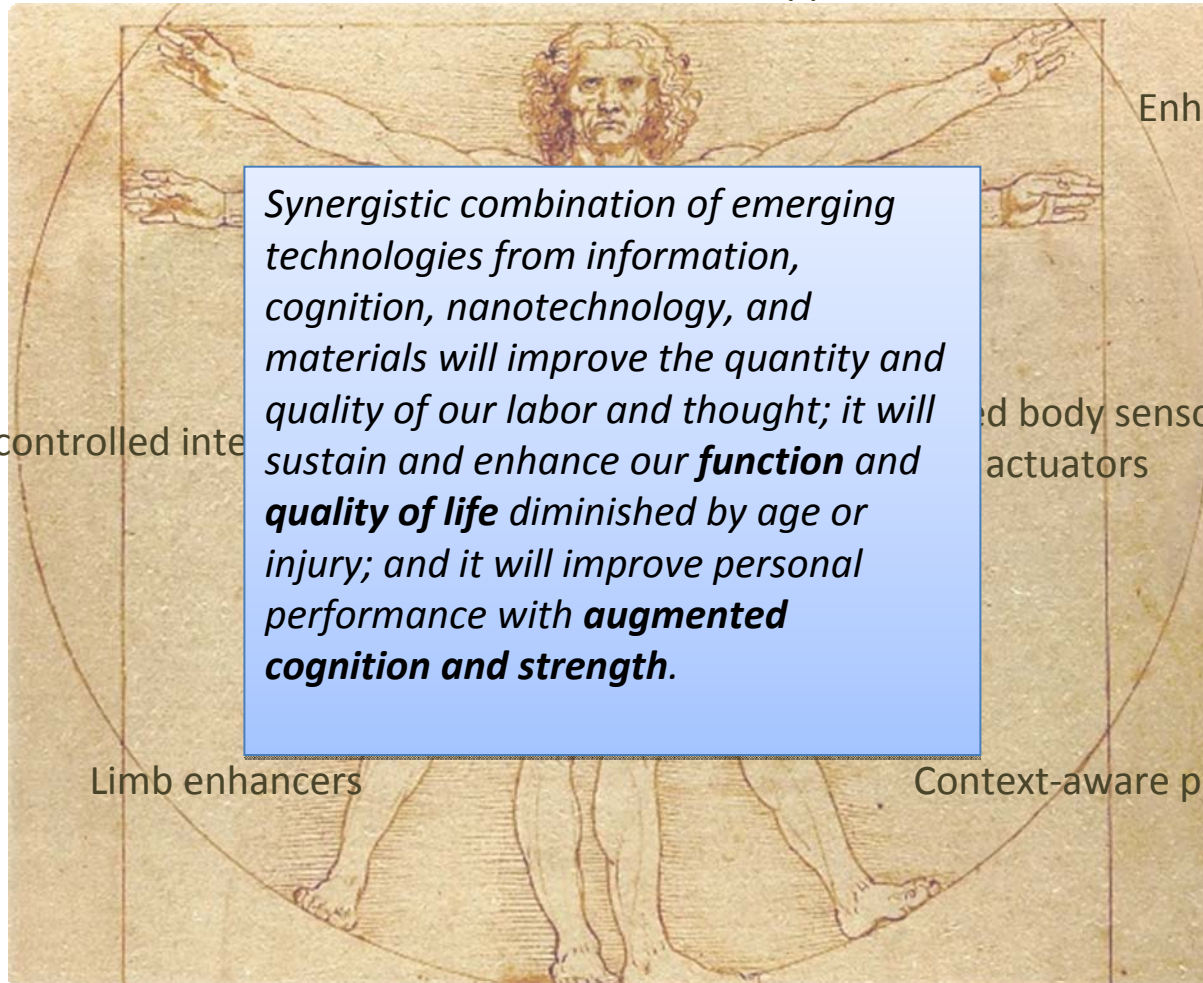 Enh
Synergistic combination of emerging
technologies from information,
cognition, nanotechnology, and
materials will improve the quantity and
quality of our labor and thought; it will
sustain and enhance our function and
quality of life diminished by age or
injury; and it will improve personal
performance with augmented
cognition and strength.
controlled inte
ed body senso
actuators
Limb enhancers
Context-aware p